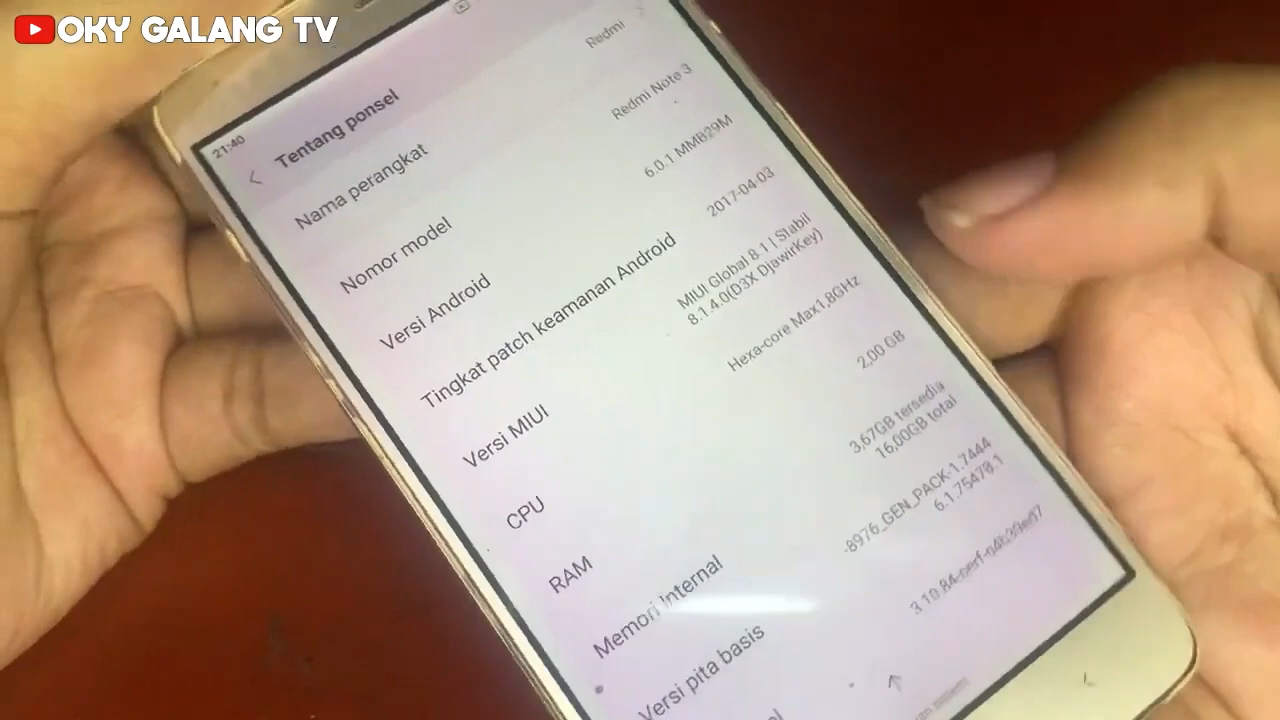 OKY GALANG TV
21:40
Tentang ponsel
Nama perangkat
Redmi
Nomor model
Redmi Note 3
Versi Android
6.0.1 MMB29M
Tingkat patch keamanan Android
2017-04-03
Versi MIUI
MIUI Global 8.1 | Stabil
8.1.4.0(D3X DjawirKey)
CPU
Hexa-core Max1,8GHz
RAM
2,00 GB
Memori Internal
3,67GB tersedia
16,00GB total
Versi pita basis
-8976_GEN_PACK-1.7444
6.1.75478.1